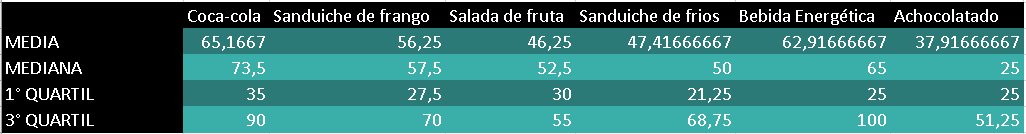 Coca-cola Sanduiche de frango Salada de fruta Sanduiche de frios Bebida Energética Achocolatado
MEDIA 65,1667 56,25 46,25 47,41666667 62,91666667 37,91666667
MEDIANA 73,5 57,5 52,5 50 65 25
1° QUARTIL 35 27,5 30 21,25 25 25
3° QUARTIL 90 70 55 68,75 100 51,25